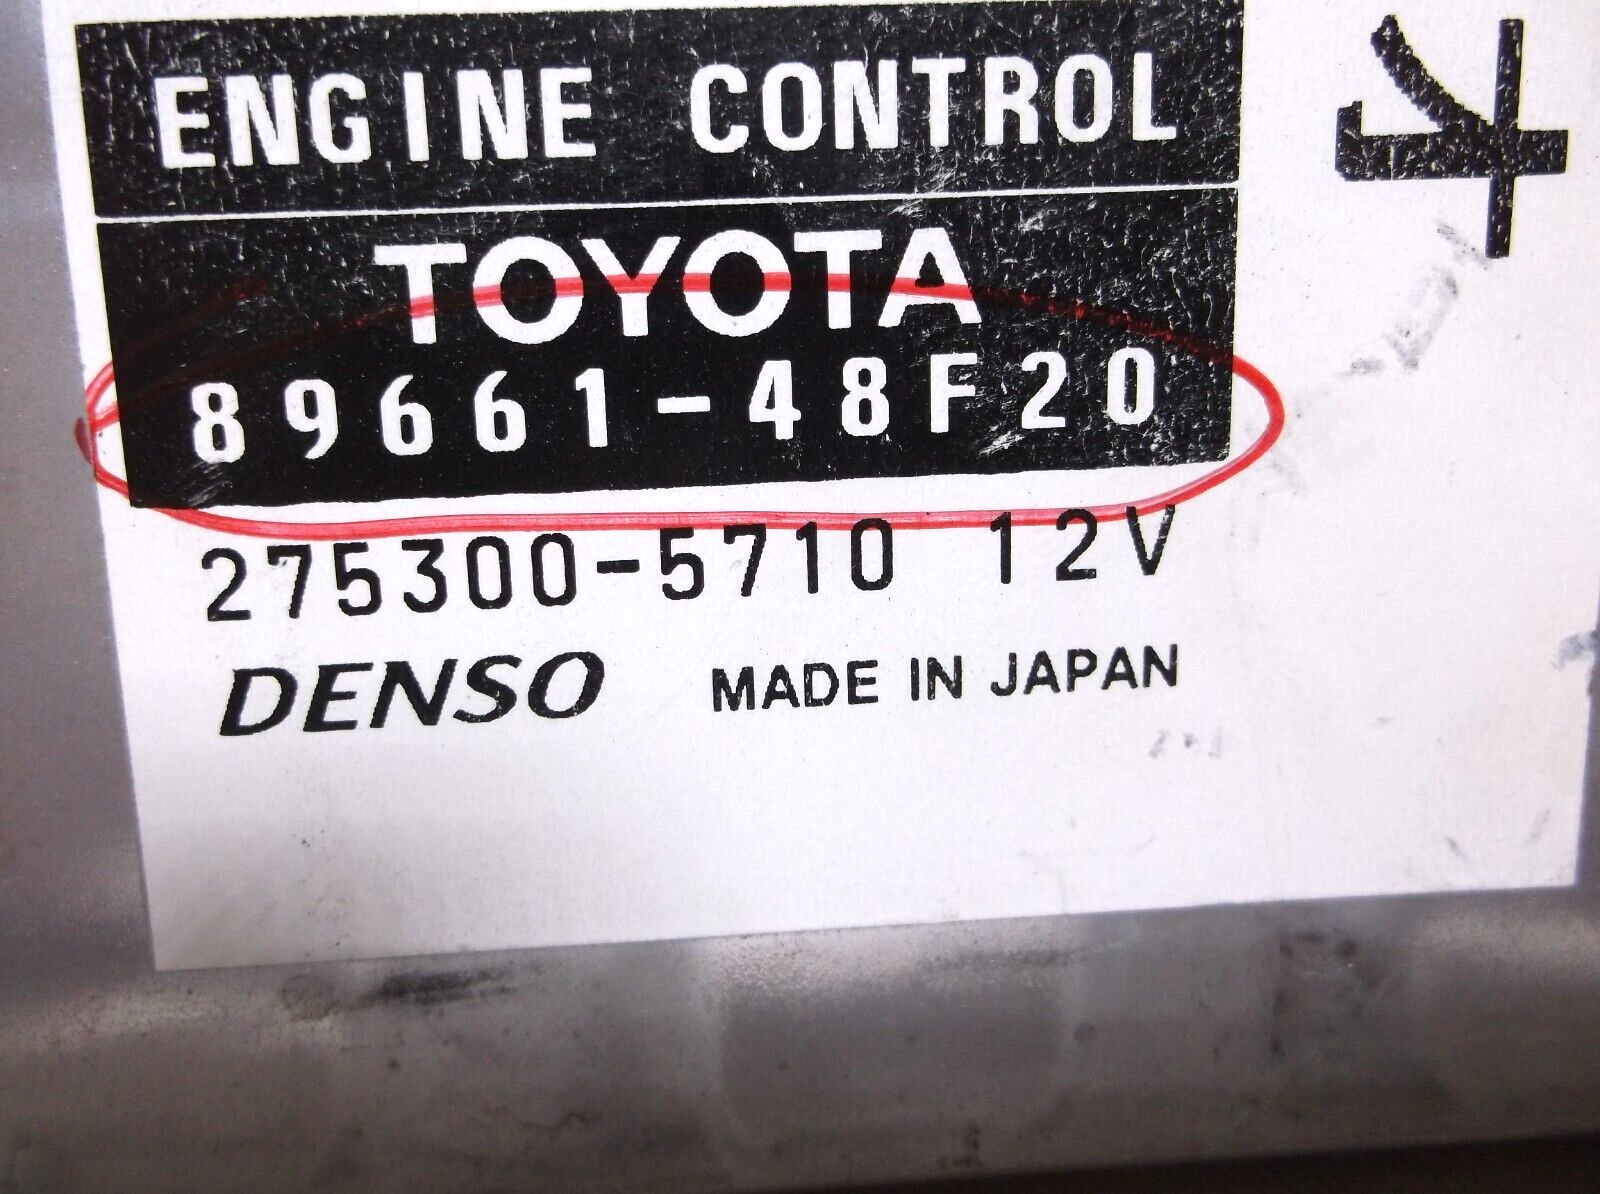 ENGINE CONTROL
TOYOTA
89661-48F20
275300-5710 12V
DENSO MADE IN JAPAN